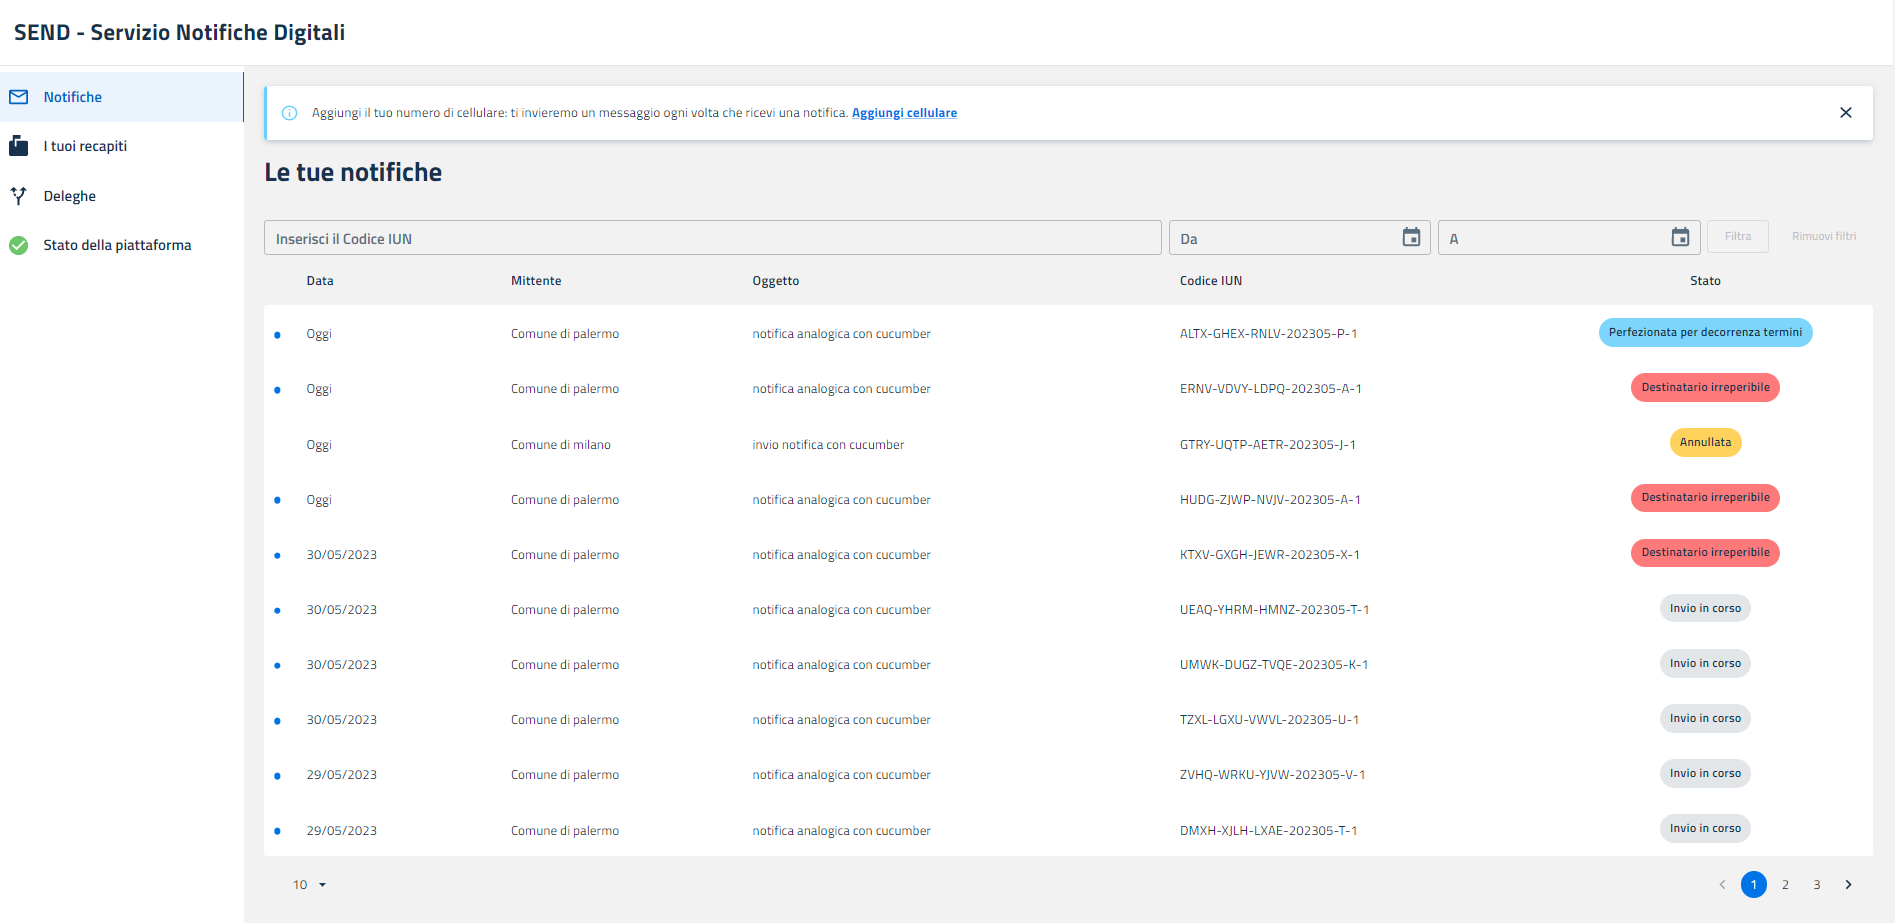 SEND - Servizio Notifiche Digitali
Notifiche
I tuoi recapiti
Deleghe
Stato della piattaforma
Aggiungi il tuo numero di cellulare: ti invieremo un messaggio ogni volta che ricevi una notifica. Aggiungi cellulare
Le tue notifiche
Inserisci il Codice IUN Da A Filtra Rimuovi filtri
Data Mittente Oggetto Codice IUN Stato
Oggi Comune di palermo notifica analogica con cucumber ALTX-GHEX-RNLV-202305-P-1 Perfezionata per decorrenza termini
Oggi Comune di palermo notifica analogica con cucumber ERNV-VDVY-LDPQ-202305-A-1 Destinatario irreperibile
Oggi Comune di milano invio notifica con cucumber GTRY-UQTP-AETR-202305-J-1 Annullata
Oggi Comune di palermo notifica analogica con cucumber HUDG-ZJWP-NVJV-202305-A-1 Destinatario irreperibile
30/05/2023 Comune di palermo notifica analogica con cucumber KTXV-GXGH-JEWR-202305-X-1 Destinatario irreperibile
30/05/2023 Comune di palermo notifica analogica con cucumber UEAQ-YHRM-HMNZ-202305-T-1 Invio in corso
30/05/2023 Comune di palermo notifica analogica con cucumber UMWK-DUGZ-TVQE-202305-K-1 Invio in corso
30/05/2023 Comune di palermo notifica analogica con cucumber TZXL-LGXU-VWVL-202305-U-1 Invio in corso
29/05/2023 Comune di palermo notifica analogica con cucumber ZVHQ-WRKU-YJVW-202305-V-1 Invio in corso
29/05/2023 Comune di palermo notifica analogica con cucumber DMXH-XJLH-LXAE-202305-T-1 Invio in corso
10 1 2 3